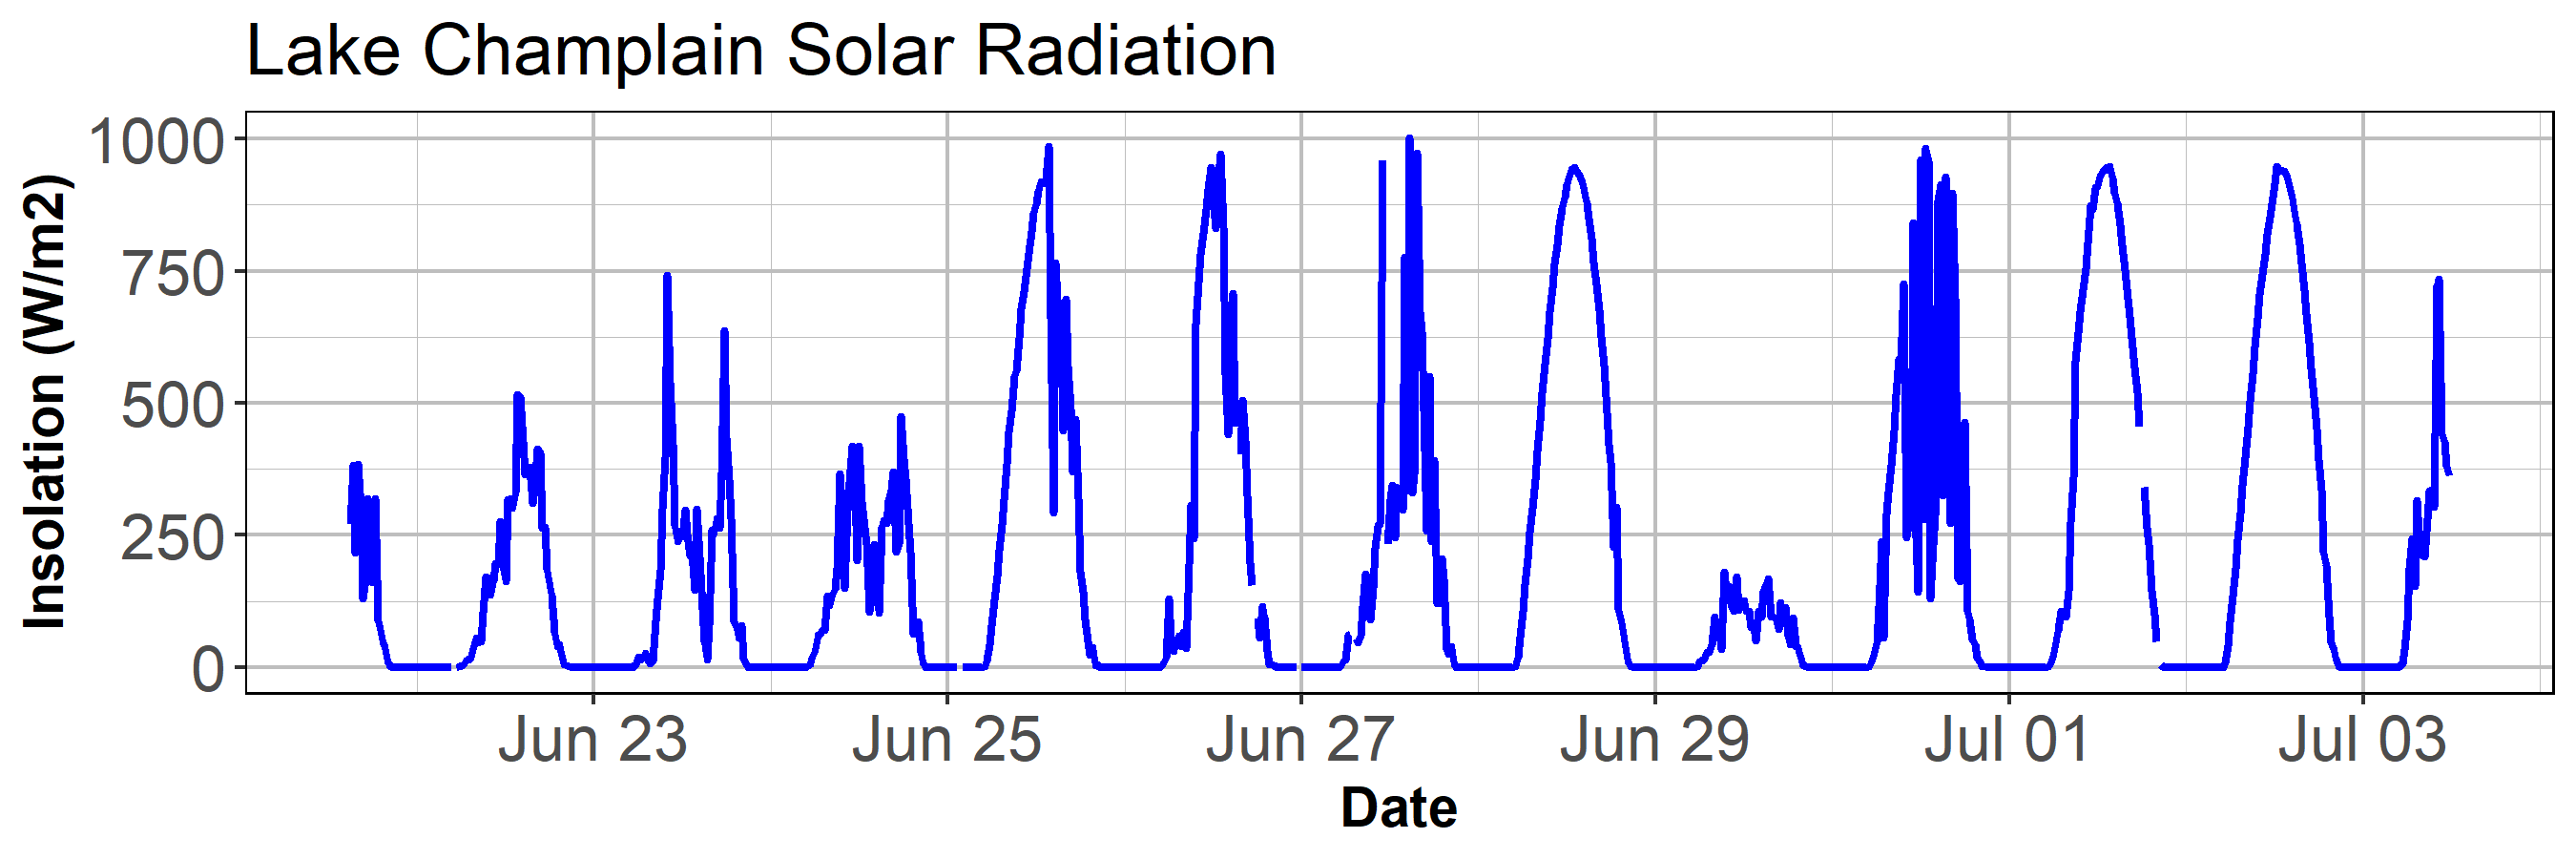 Lake Champlain Solar Radiation
Insolation (W/m2)
1000
750
500
250
0
Jun 23 Jun 25 Jun 27 Jun 29 Jul 01 Jul 03
Date